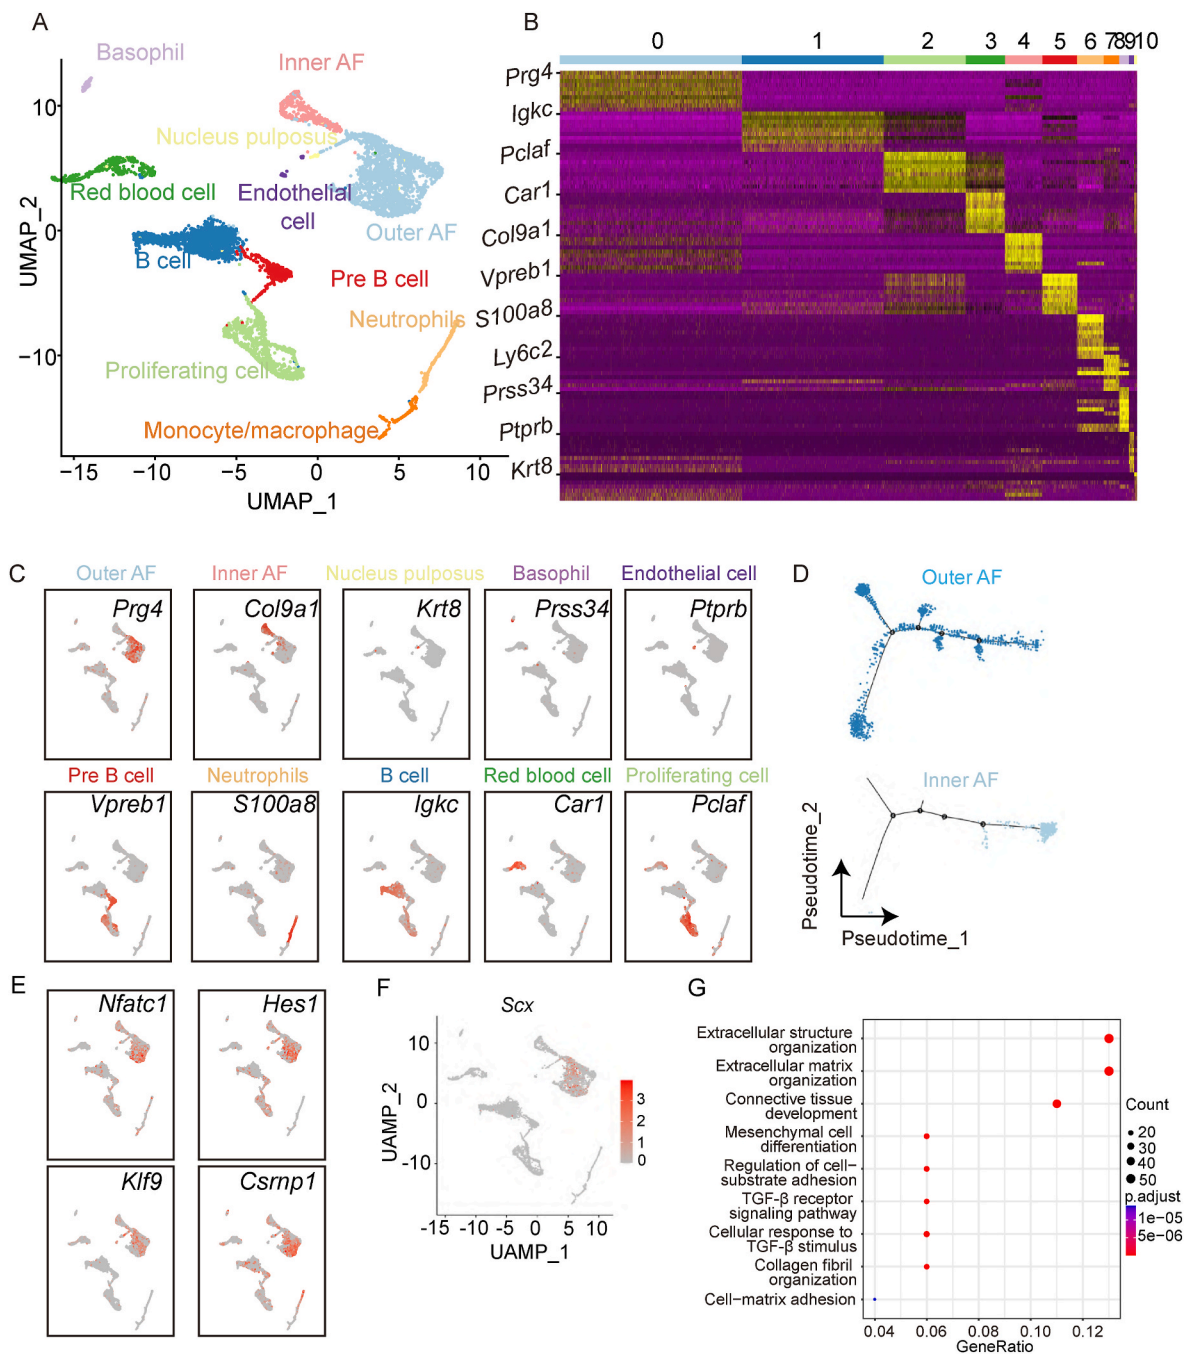 A
Basophil
Inner AF
Nucleus pulposus
Red blood cell
Endothelial
cell
Outer AF
B cell
Pre B cell
Neutrophils
Proliferating cell
Monocyte/macrophage
UMAP_2
10
0
−10
−15
−10
−5
0
5
10
UMAP_1
B
0 1 2 3 4 5 6 7 8 9 10
Prg4
Igkc
Pclaf
Car1
Col9a1
Vpreb1
S100a8
Ly6c2
Prss34
Ptprb
Krt8
C
Outer AF
Inner AF
Nucleus pulposus
Basophil
Endothelial cell
Prg4
Col9a1
Krt8
Prss34
Ptprb
Pre B cell
Neutrophils
B cell
Red blood cell
Proliferating cell
Vpreb1
S100a8
Igkc
Car1
Pclaf
D
Outer AF
Inner AF
Pseudotime_2
Pseudotime_1
E
Nfatc1
Hes1
Klf9
Csrnp1
F
Scx
10
0
-10
UAMP_2
-15 -10 -5 0 5 10
UAMP_1
3
2
1
0
G
Extracellular structure
organization
Extracellular matrix
organization
Connective tissue
development
Mesenchymal cell
differentiation
Regulation of cell−
substrate adhesion
TGF-β receptor
signaling pathway
Cellular response to
TGF-β stimulus
Collagen fibril
organization
Cell−matrix adhesion
0.04 0.06 0.08 0.10 0.12
GeneRatio
Count
20
30
40
50
p.adjust
1e−05
5e−06